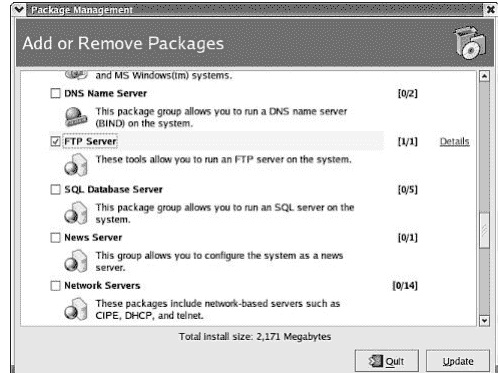 Package Management
Add or Remove Packages
and MS Windows(tm) systems.
DNS Name Server [0/2]
This package group allows you to run a DNS name server
(BIND) on the system.
FTP Server [1/1] Details
These tools allow you to run an FTP server on the system.
SQL Database Server [0/5]
This package group allows you to run an SQL server on the
system.
News Server [0/1]
This group allows you to configure the system as a news
server.
Network Servers [0/14]
These packages include network-based servers such as
CIPE, DHCP, and telnet.
Total install size: 2,171 Megabytes
Quit Update